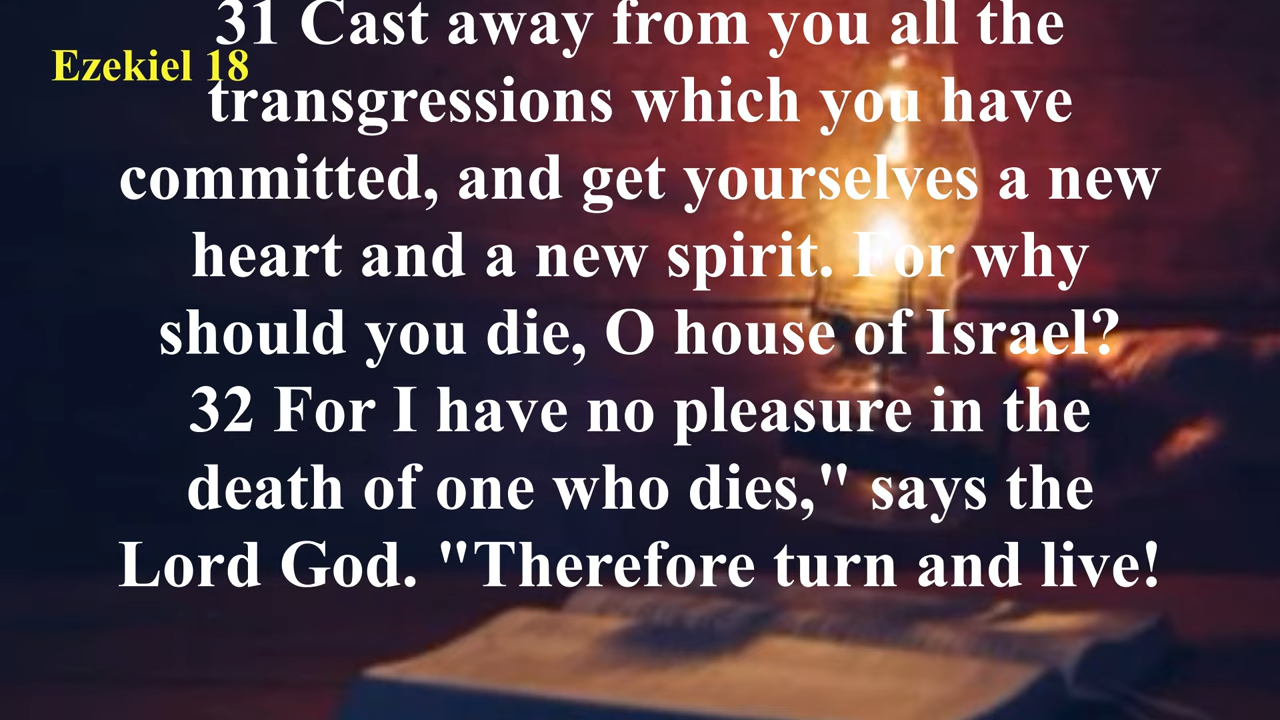 31 Cast away from you all the
Ezekiel 18
transgressions which you have
committed, and get yourselves a new
heart and a new spirit. For why
should you die, O house of Israel?
32 For I have no pleasure in the
death of one who dies," says the
Lord God. "Therefore turn and live!